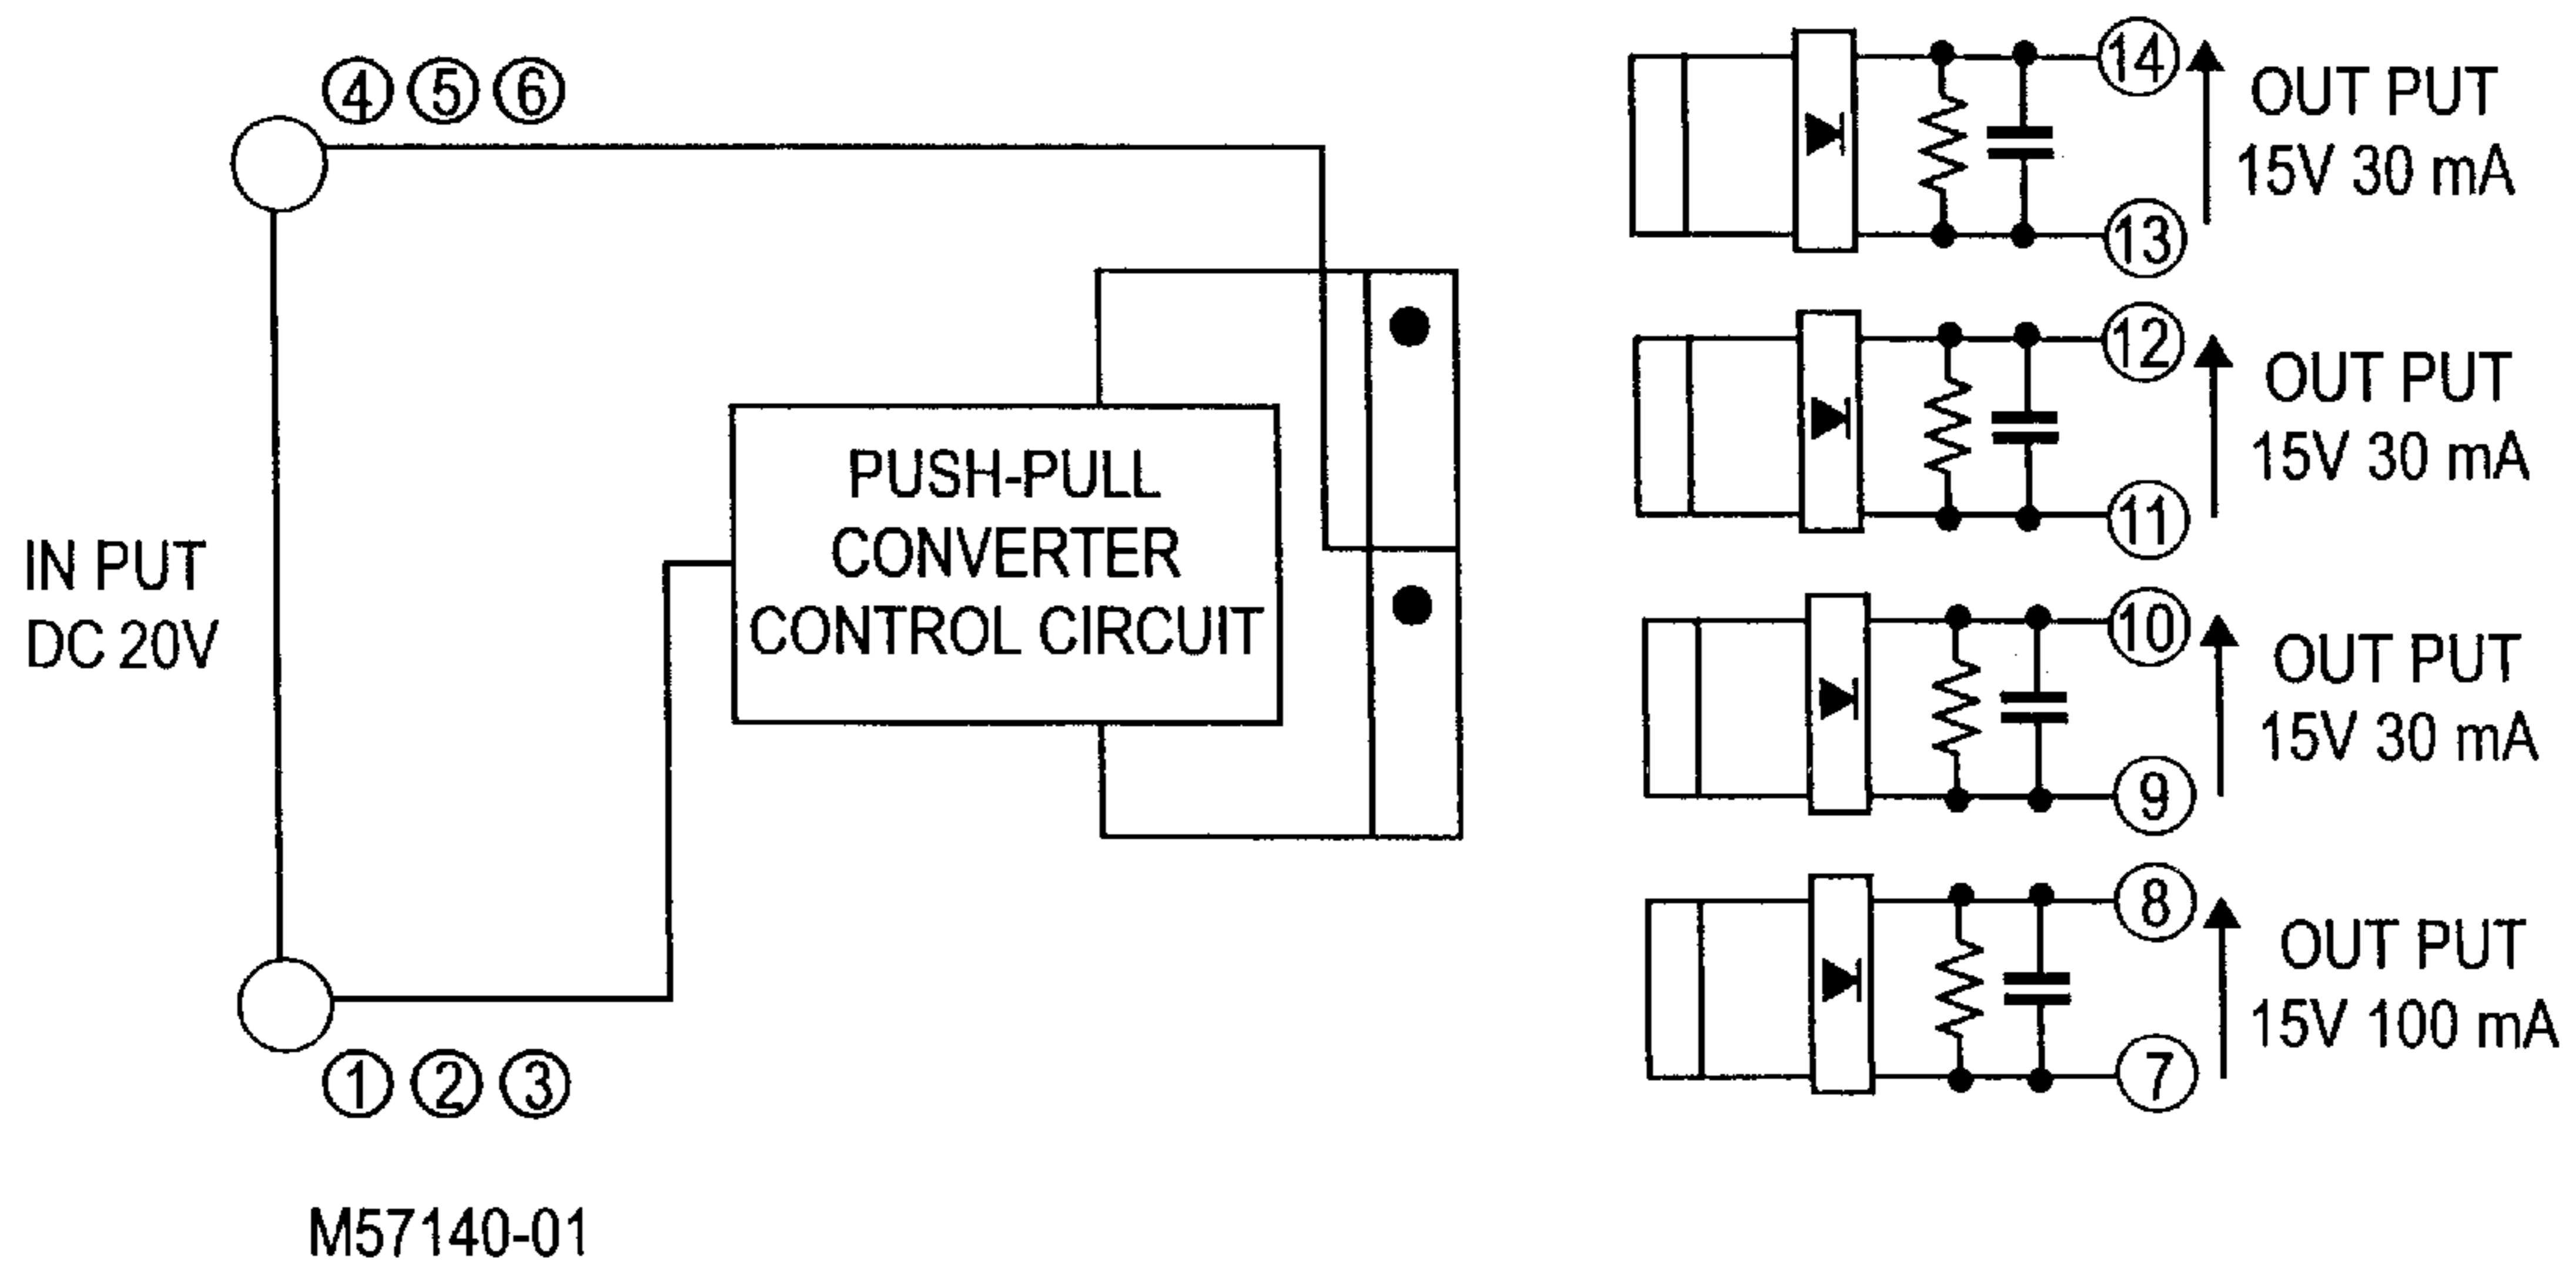 ④ ⑤ ⑥
IN PUT
DC 20V
① ② ③
PUSH-PULL
CONVERTER
CONTROL CIRCUIT
⑭
⑬
OUT PUT
15V 30 mA
⑫
⑪
OUT PUT
15V 30 mA
⑩
⑨
OUT PUT
15V 30 mA
⑧
⑦
OUT PUT
15V 100 mA
M57140-01